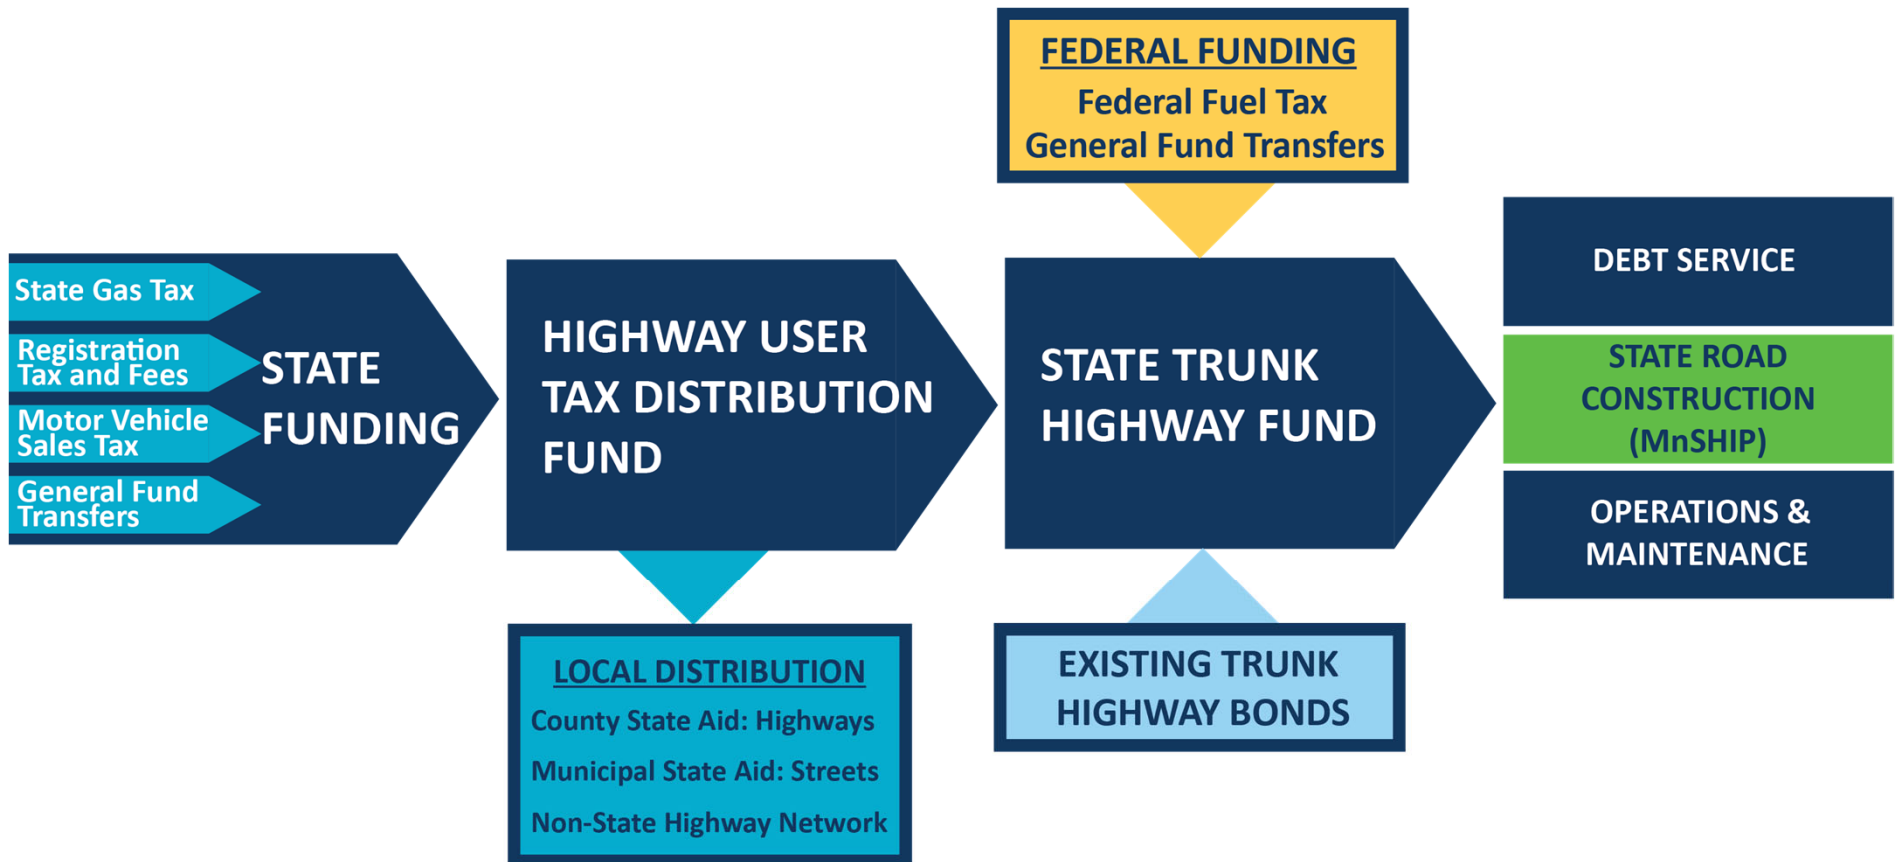 FEDERAL FUNDING
Federal Fuel Tax
General Fund Transfers
State Gas Tax
Registration
Tax and Fees
Motor Vehicle
Sales Tax
General Fund
Transfers
STATE
FUNDING
HIGHWAY USER
TAX DISTRIBUTION
FUND
STATE TRUNK
HIGHWAY FUND
DEBT SERVICE
STATE ROAD
CONSTRUCTION
(MnSHIP)
OPERATIONS &
MAINTENANCE
LOCAL DISTRIBUTION
County State Aid: Highways
Municipal State Aid: Streets
Non-State Highway Network
EXISTING TRUNK
HIGHWAY BONDS